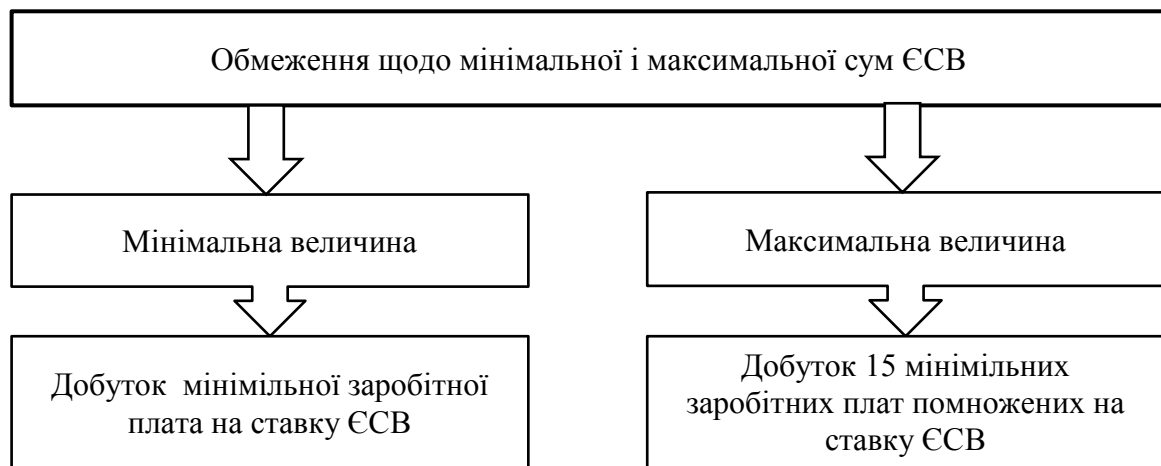 Обмеження щодо мінімальної і максимальної сум ЄСВ
Мінімальна величина
Максимальна величина
Добуток мінімільної заробітної
плата на ставку ЄСВ
Добуток 15 мінімільних
заробітних плат помножених на
ставку ЄСВ